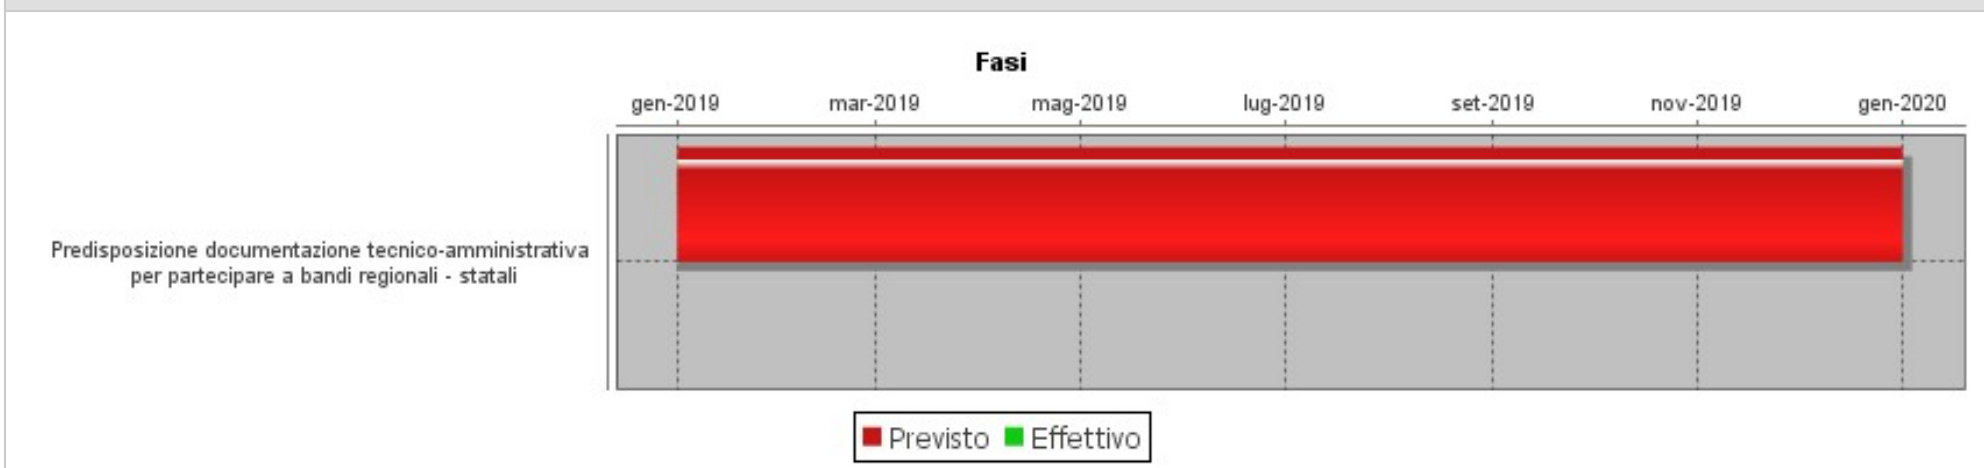 Fasi
gen-2019 mar-2019 mag-2019 lug-2019 set-2019 nov-2019 gen-2020
Predisposizione documentazione tecnico-amministrativa
per partecipare a bandi regionali - statali
Previsto Effettivo